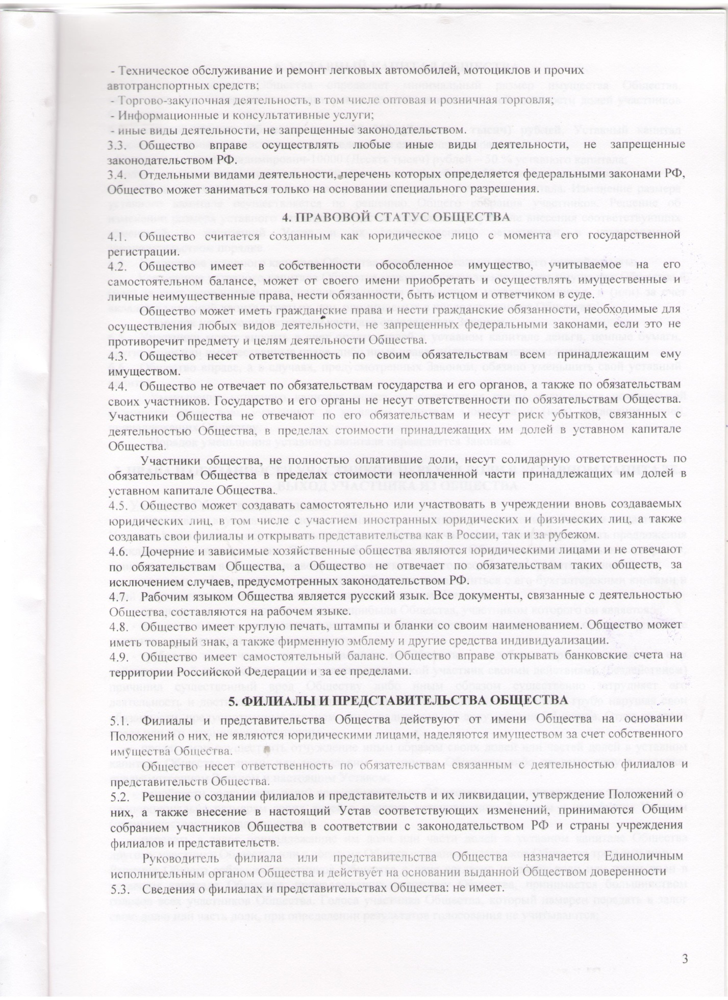 - Техническое обслуживание и ремонт легковых автомобилей, мотоциклов и прочих
автотранспортных средств;
- Торгово-закупочная деятельность, в том числе оптовая и розничная торговля;
- Информационные и консультативные услуги;
- иные виды деятельности, не запрещенные законодательством.
3.3. Общество вправе осуществлять любые иные виды деятельности, не запрещенные
законодательством РФ.
3.4. Отдельными видами деятельности, перечень которых определяется федеральными законами РФ,
Общество может заниматься только на основании специального разрешения.
4. ПРАВОВОЙ СТАТУС ОБЩЕСТВА
4.1. Общество считается созданным как юридическое лицо с момента его государственной
регистрации.
4.2. Общество имеет в собственности обособленное имущество, учитываемое на его
самостоятельном балансе, может от своего имени приобретать и осуществлять имущественные и
личные неимущественные права, нести обязанности, быть истцом и ответчиком в суде.
Общество может иметь гражданские права и нести гражданские обязанности, необходимые для
осуществления любых видов деятельности, не запрещенных федеральными законами, если это не
противоречит предмету и целям деятельности Общества.
4.3. Общество несет ответственность по своим обязательствам всем принадлежащим ему
имуществом.
4.4. Общество не отвечает по обязательствам государства и его органов, а также по обязательствам
своих участников. Государство и его органы не несут ответственности по обязательствам Общества.
Участники Общества не отвечают по его обязательствам и несут риск убытков, связанных с
деятельностью Общества, в пределах стоимости принадлежащих им долей в уставном капитале
Общества.
Участники общества, не полностью оплатившие доли, несут солидарную ответственность по
обязательствам Общества в пределах стоимости неоплаченной части принадлежащих им долей в
уставном капитале Общества..
4.5. Общество может создавать самостоятельно или участвовать в учреждении вновь создаваемых
юридических лиц, в том числе с участием иностранных юридических и физических лиц, а также
создавать свои филиалы и открывать представительства как в России, так и за рубежом.
4.6. Дочерние и зависимые хозяйственные общества являются юридическими лицами и не отвечают
по обязательствам Общества, а Общество не отвечает по обязательствам таких обществ, за
исключением случаев, предусмотренных законодательством РФ.
4.7. Рабочим языком Общества является русский язык. Все документы, связанные с деятельностью
Общества, составляются на рабочем языке.
4.8. Общество имеет круглую печать, штампы и бланки со своим наименованием. Общество может
иметь товарный знак, а также фирменную эмблему и другие средства индивидуализации.
4.9. Общество имеет самостоятельный баланс. Общество вправе открывать банковские счета на
территории Российской Федерации и за ее пределами.
5. ФИЛИАЛЫ И ПРЕДСТАВИТЕЛЬСТВА ОБЩЕСТВА
5.1. Филиалы и представительства Общества действуют от имени Общества на основании
Положений о них, не являются юридическими лицами, наделяются имуществом за счет собственного
имущества Общества.
Общество несет ответственность по обязательствам связанным с деятельностью филиалов и
представительств Общества.
5.2. Решение о создании филиалов и представительств и их ликвидации, утверждение Положений о
них, а также внесение в настоящий Устав соответствующих изменений, принимаются Общим
собранием участников Общества в соответствии с законодательством РФ и страны учреждения
филиалов и представительств.
Руководитель филиала или представительства Общества назначается Единоличным
исполнительным органом Общества и действует на основании выданной Обществом доверенности
5.3. Сведения о филиалах и представительствах Общества: не имеет.
3